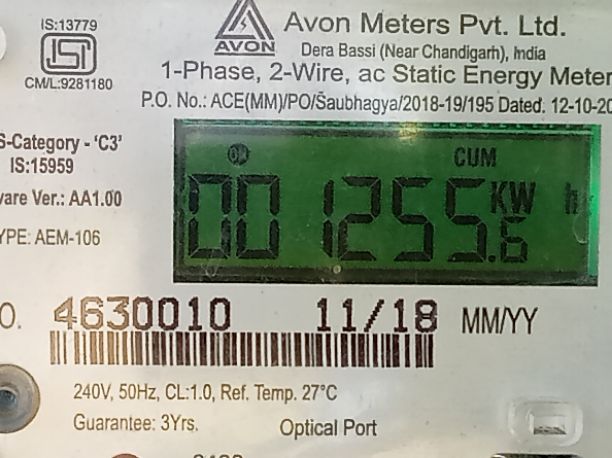 IS:13779
ISI
CM/L:9281180
AVON
Avon Meters Pvt. Ltd.
Dera Bassi (Near Chandigarh), India
1-Phase, 2-Wire, ac Static Energy Meter
P.O. No.: ACE(MM)/PO/Saubhagya/2018-19/195 Dated: 12-10-20
S-Category - 'C3'
IS:15959
ware Ver.: AA1.00
YPE: AEM-106
CUM
001255.6
KW h
O. 4630010 11/18 MM/YY
240V, 50Hz, CL:1.0, Ref. Temp. 27°C
Guarantee: 3Yrs.
Optical Port